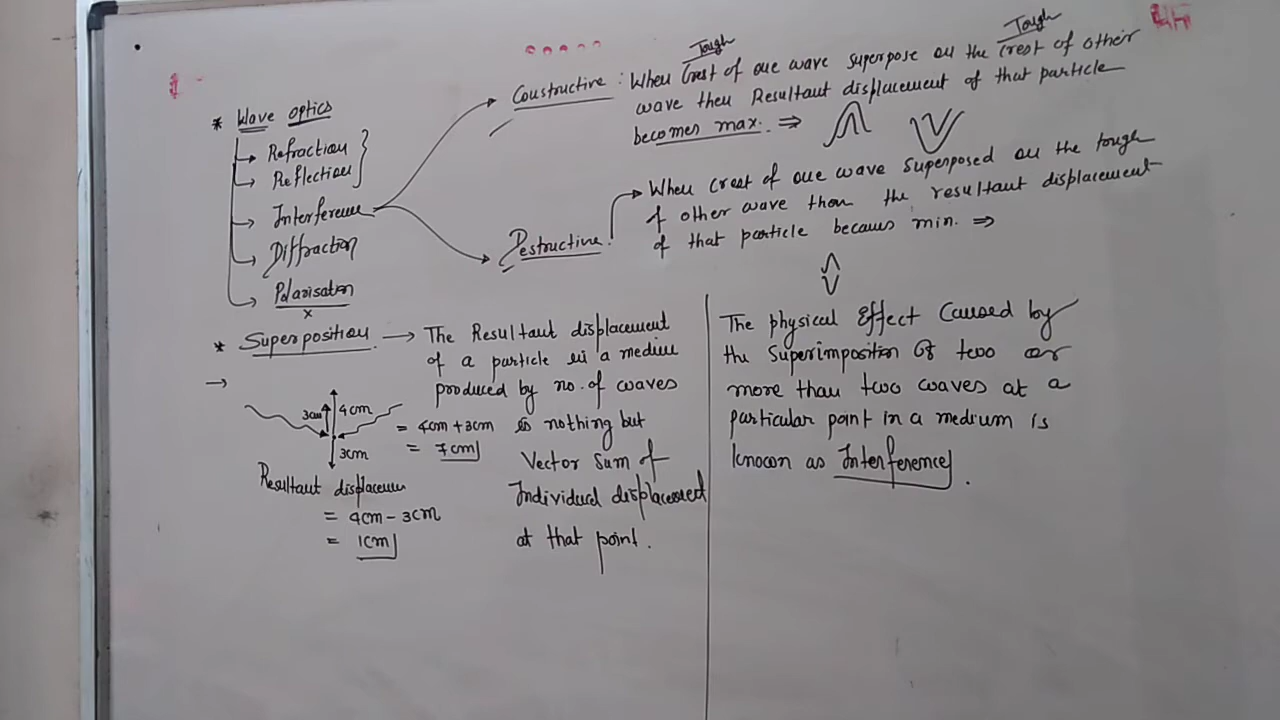 * Wave optics
Refraction
Reflection
Interference
Diffraction
Polarisation
x
Tough
Tough
Constructive : When Crest of one wave superpose on the Crest of other
wave then Resultant displacement of that particle
becomes max. ⇒
Destructive. → When crest of one wave superposed on the tough
of other wave then the resultant displacement
of that particle becaus min. ⇒
* Superposition → The Resultant displacement
of a particle in a medium
produced by no. of waves
is nothing but
Vector Sum of
Individual displacement
at that point.
→
3cm 4cm
3cm
= 4cm + 3cm
= 7cm
Resultant displacem
= 4cm - 3cm
= 1cm
The physical Effect Caused by
the Superimposition Of two or
more than two waves at a
particular point in a medium is
known as Interference.